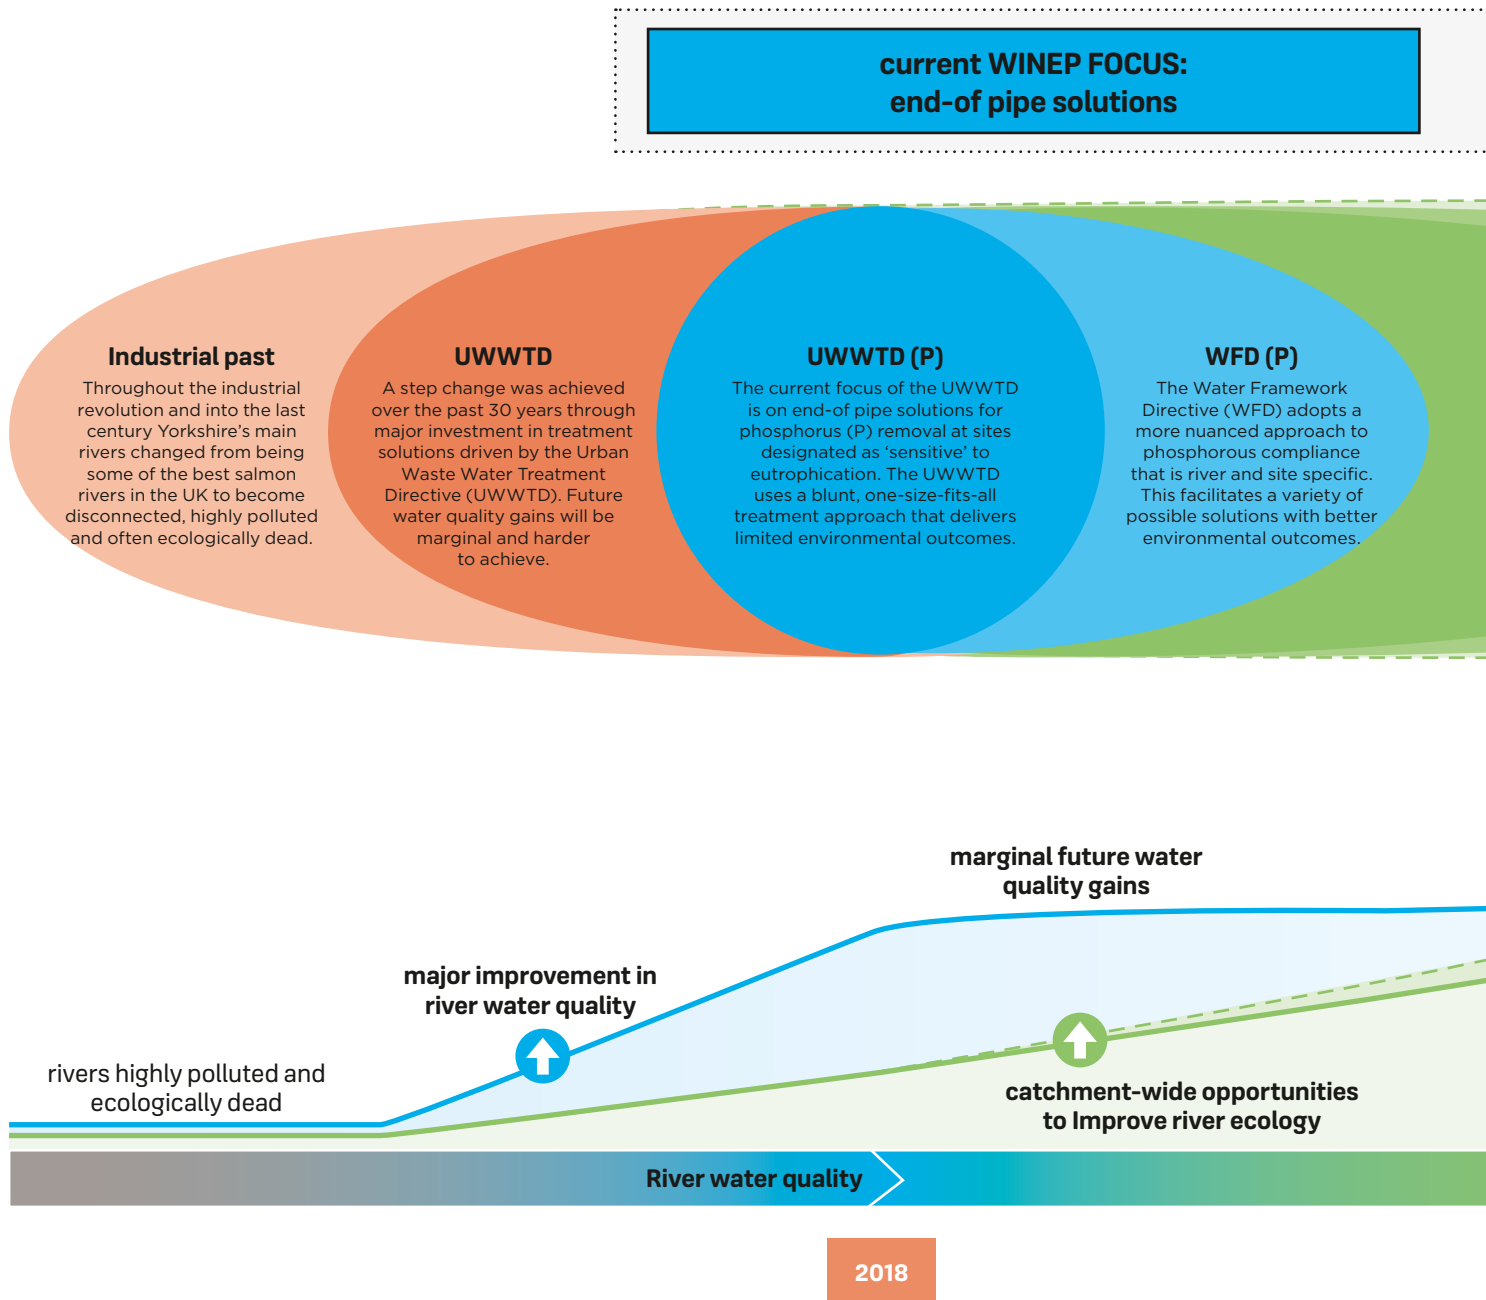 current WINEP FOCUS:
end-of pipe solutions
Industrial past
Throughout the industrial
revolution and into the last
century Yorkshire's main
rivers changed from being
some of the best salmon
rivers in the UK to become
disconnected, highly polluted
and often ecologically dead.
UWWTD
A step change was achieved
over the past 30 years through
major investment in treatment
solutions driven by the Urban
Waste Water Treatment
Directive (UWWTD). Future
water quality gains will be
marginal and harder
to achieve.
UWWTD (P)
The current focus of the UWWTD
is on end-of pipe solutions for
phosphorus (P) removal at sites
designated as ‘sensitive’ to
eutrophication. The UWWTD
uses a blunt, one-size-fits-all
treatment approach that delivers
limited environmental outcomes.
WFD (P)
The Water Framework
Directive (WFD) adopts a
more nuanced approach to
phosphorous compliance
that is river and site specific.
This facilitates a variety of
possible solutions with better
environmental outcomes.
marginal future water
quality gains
major improvement in
river water quality
rivers highly polluted and
ecologically dead
catchment-wide opportunities
to Improve river ecology
River water quality
2018